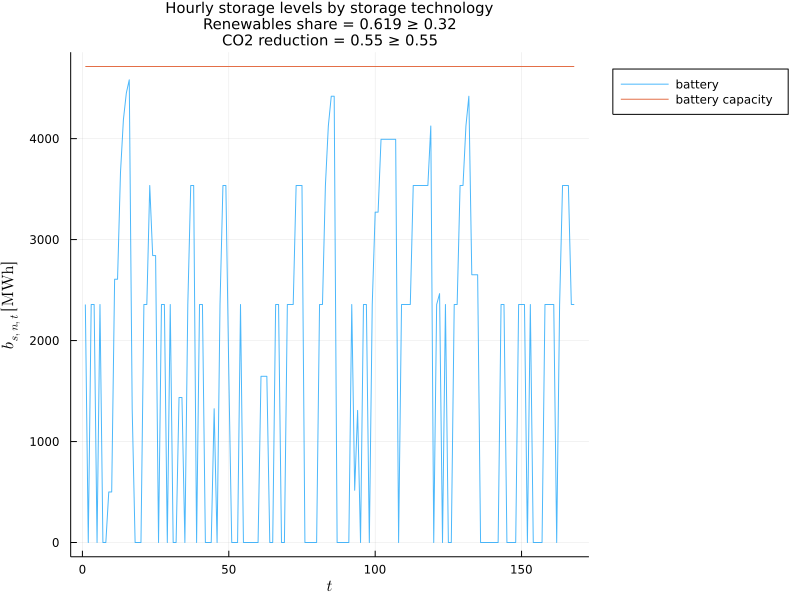 Hourly storage levels by storage technology
Renewables share = 0.619 ≥ 0.32
CO2 reduction = 0.55 ≥ 0.55
battery
battery capacity
b_{s, n, t} [MWh]
4000
3000
2000
1000
0
0 50 100 150
t